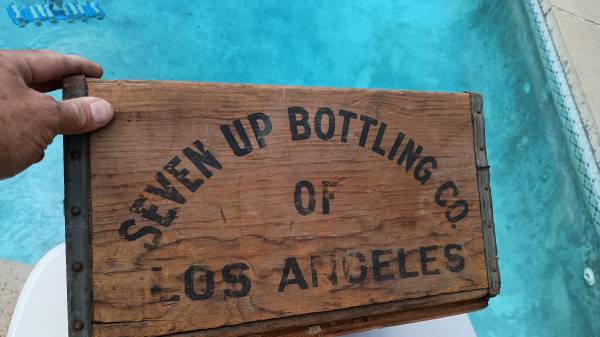 SEVEN UP BOTTLING CO.
OF
LOS ANGELES